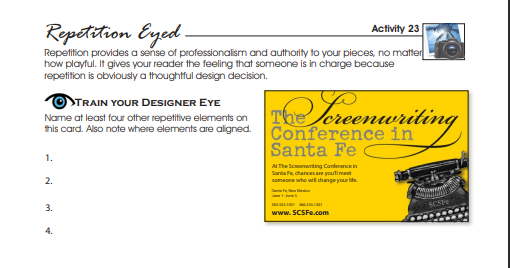 Repetition Eyed
Activity 23
Repetition provides a sense of professionalism and authority to your pieces, no matter
how playful. It gives your reader the feeling that someone is in charge because
repetition is obviously a thoughtful design decision.
TRAIN YOUR DESIGNER EYE
Name at least four other repetitive elements on
this card. Also note where elements are aligned.
1.
2.
3.
4.
The Screenwriting
Conference in
Santa Fe
At The Screenwriting Conference in
Santa Fe, chances are you'll meet
someone who will change your life.
Santa Fe, New Mexico
June 1 - June 5
www. SCSFe.com
SCSFe